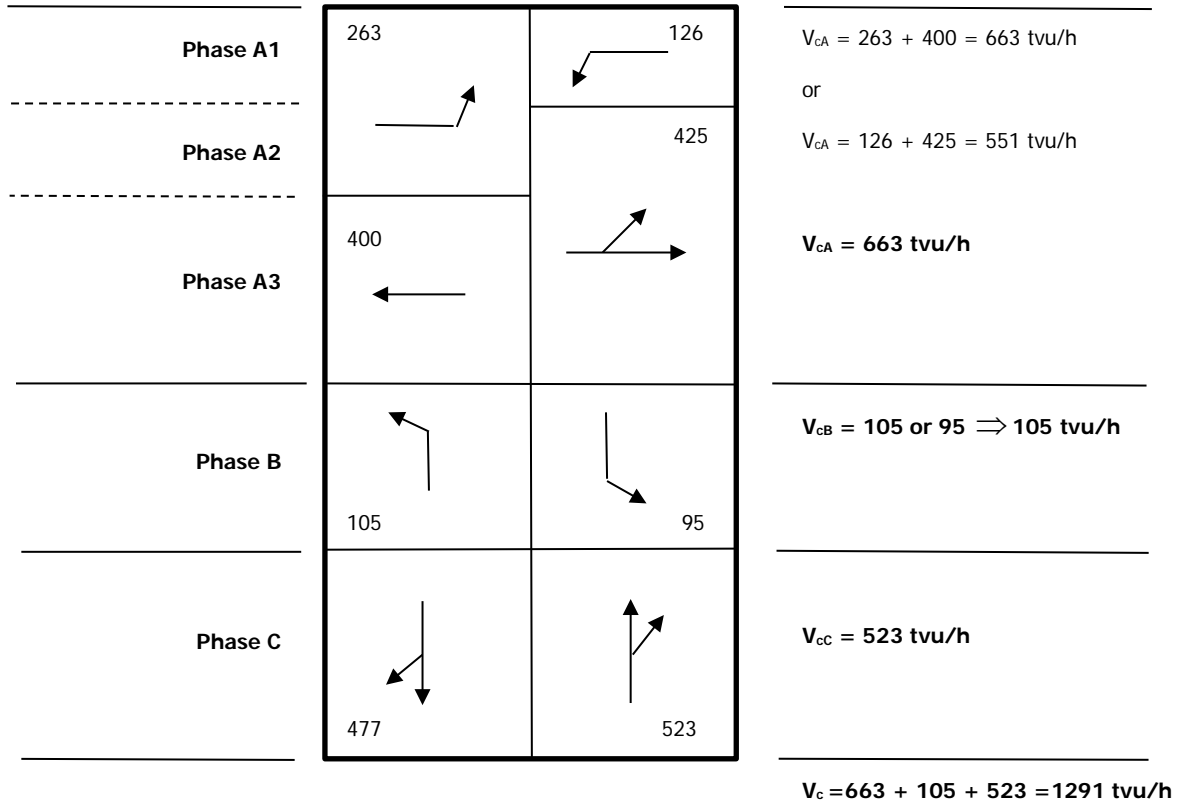 Phase A1
263
126
VcA = 263 + 400 = 663 tvu/h
or
Phase A2
425
VcA = 126 + 425 = 551 tvu/h
400
VcA = 663 tvu/h
Phase A3
Phase B
105
95
VcB = 105 or 95 ⇒ 105 tvu/h
Phase C
477
523
VcC = 523 tvu/h
Vc =663 + 105 + 523 =1291 tvu/h